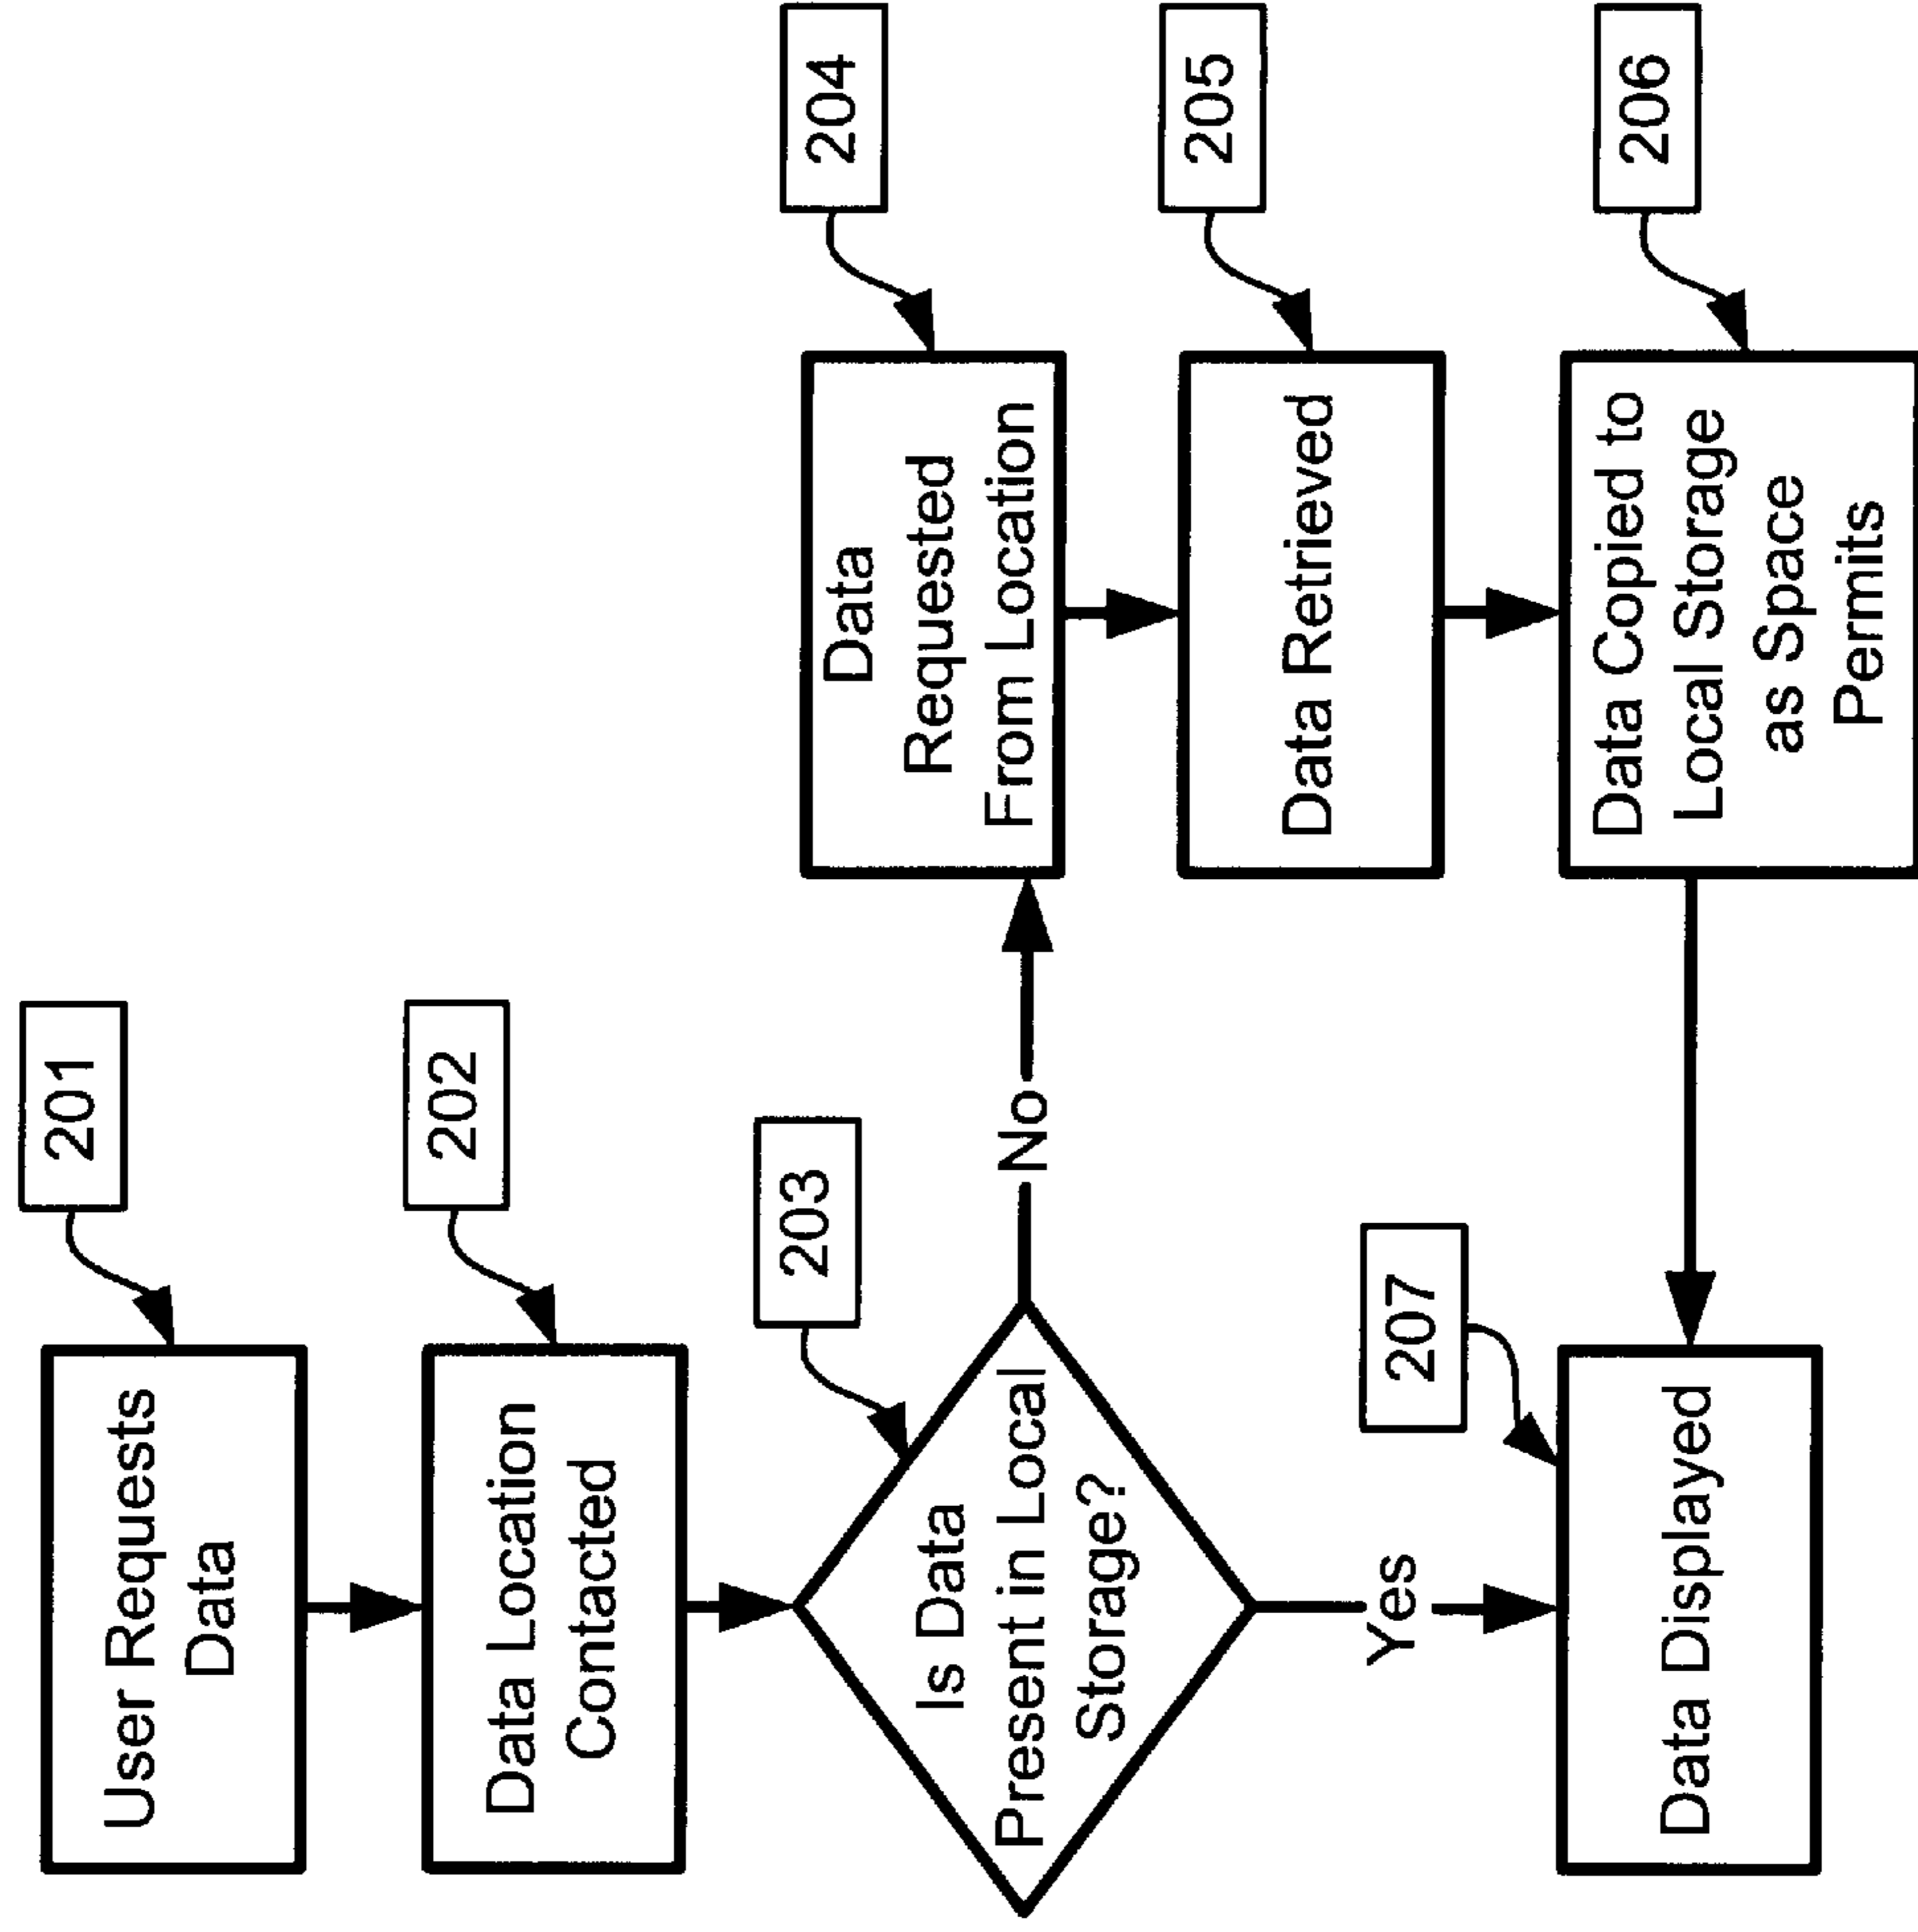 User Requests
Data
201
Data Location
Contacted
202
Is Data
Present in Local
Storage?
203
No
Data
Requested
From Location
204
Data Retrieved
205
Data Copied to
Local Storage
as Space
Permits
206
Yes
Data Displayed
207